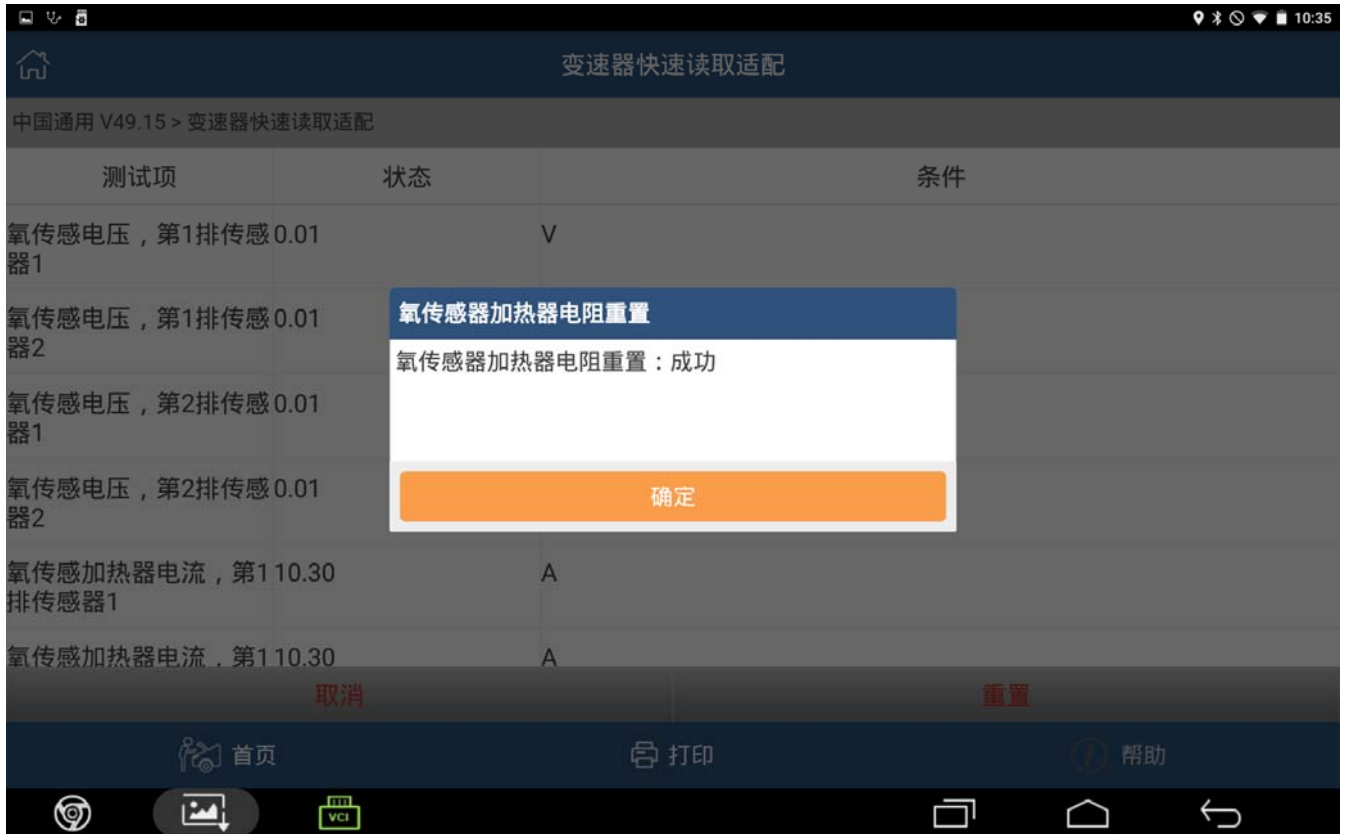 10:35
变速器快速读取适配
中国通用 V49.15 > 变速器快速读取适配
测试项 状态 条件
氧传感电压，第1排传感 0.01 V
器1
氧传感电压，第1排传感 0.01
器2
氧传感电压，第2排传感 0.01
器1
氧传感电压，第2排传感 0.01
器2
氧传感加热器电流，第1 10.30 A
排传感器1
氧传感加热器电流，第1 10.30 A
氧传感器加热器电阻重置
氧传感器加热器电阻重置：成功
确定
取消 重置
首页 打印 帮助
VCI